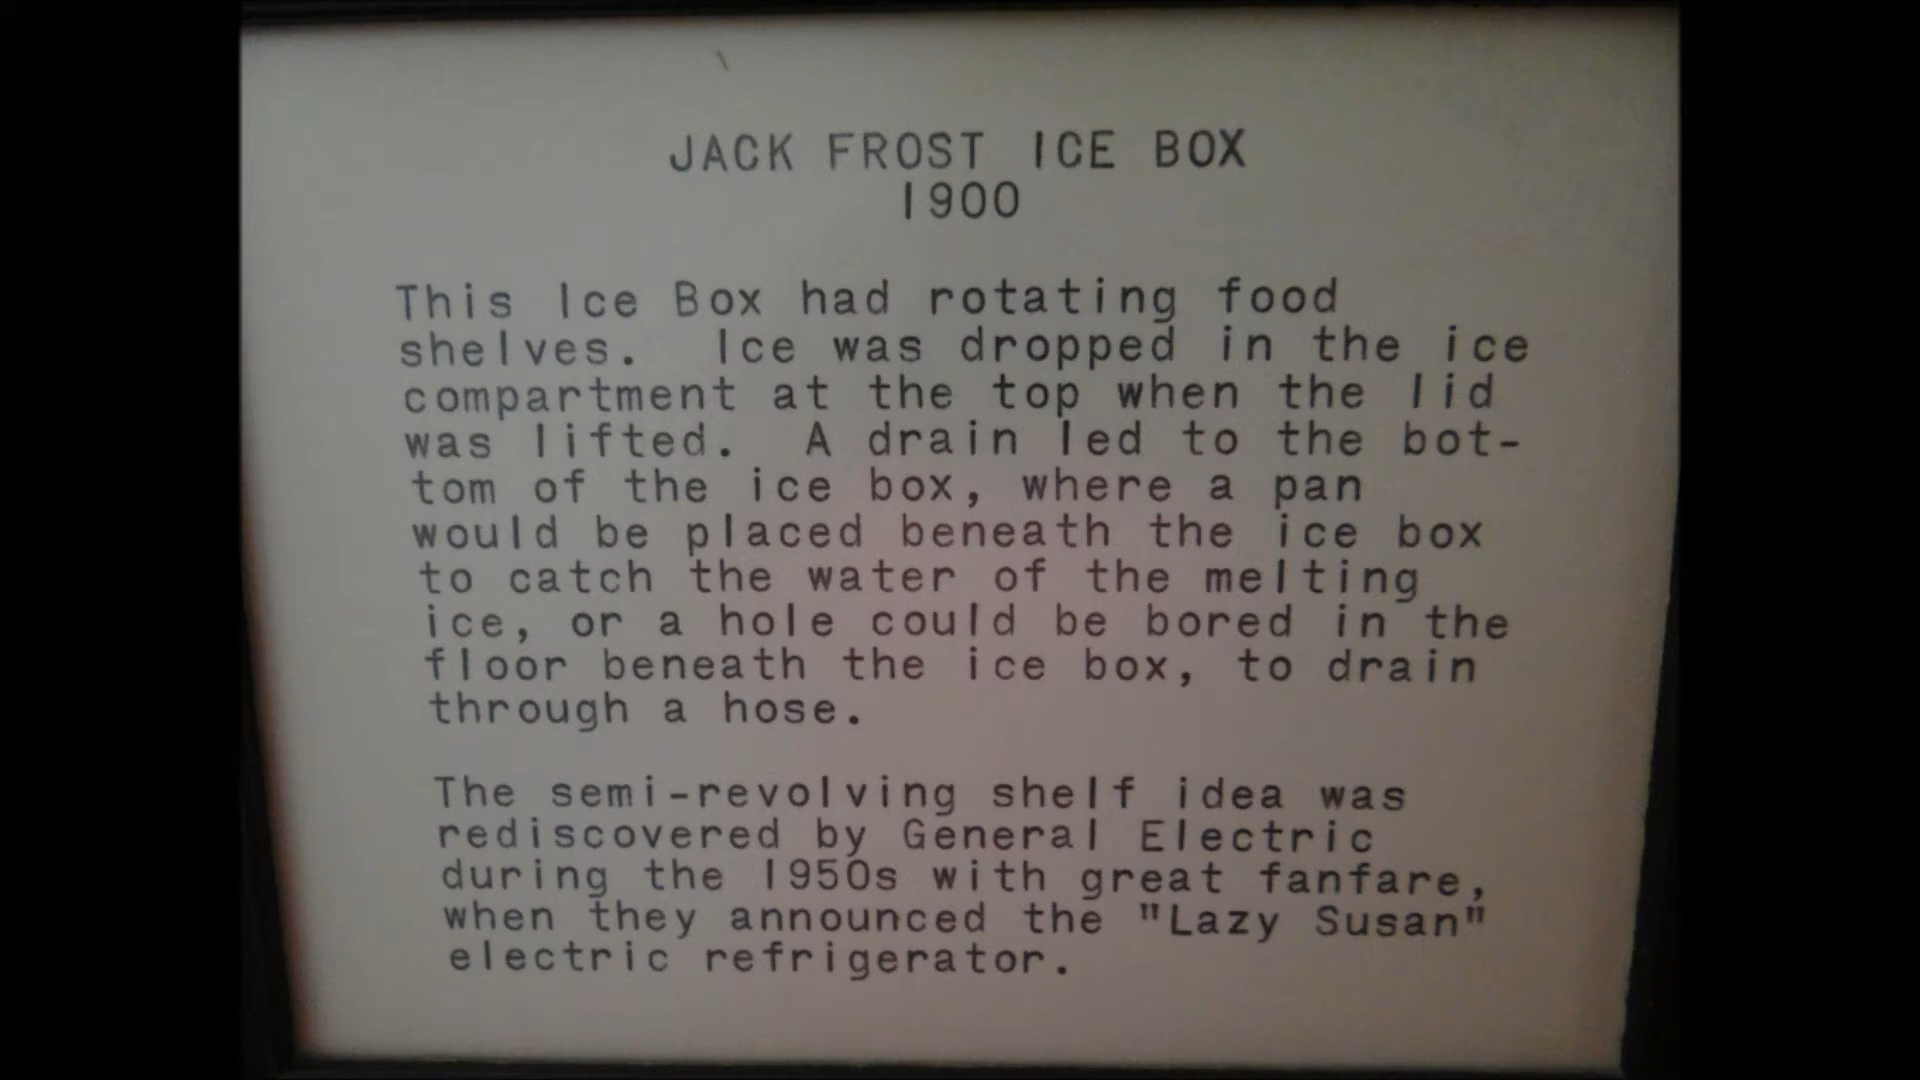 JACK FROST ICE BOX
1900
This Ice Box had rotating food
shelves. Ice was dropped in the ice
compartment at the top when the lid
was lifted. A drain led to the bot-
tom of the ice box, where a pan
would be placed beneath the ice box
to catch the water of the melting
ice, or a hole could be bored in the
floor beneath the ice box, to drain
through a hose.
The semi-revolving shelf idea was
rediscovered by General Electric
during the 1950s with great fanfare,
when they announced the "Lazy Susan"
electric refrigerator.